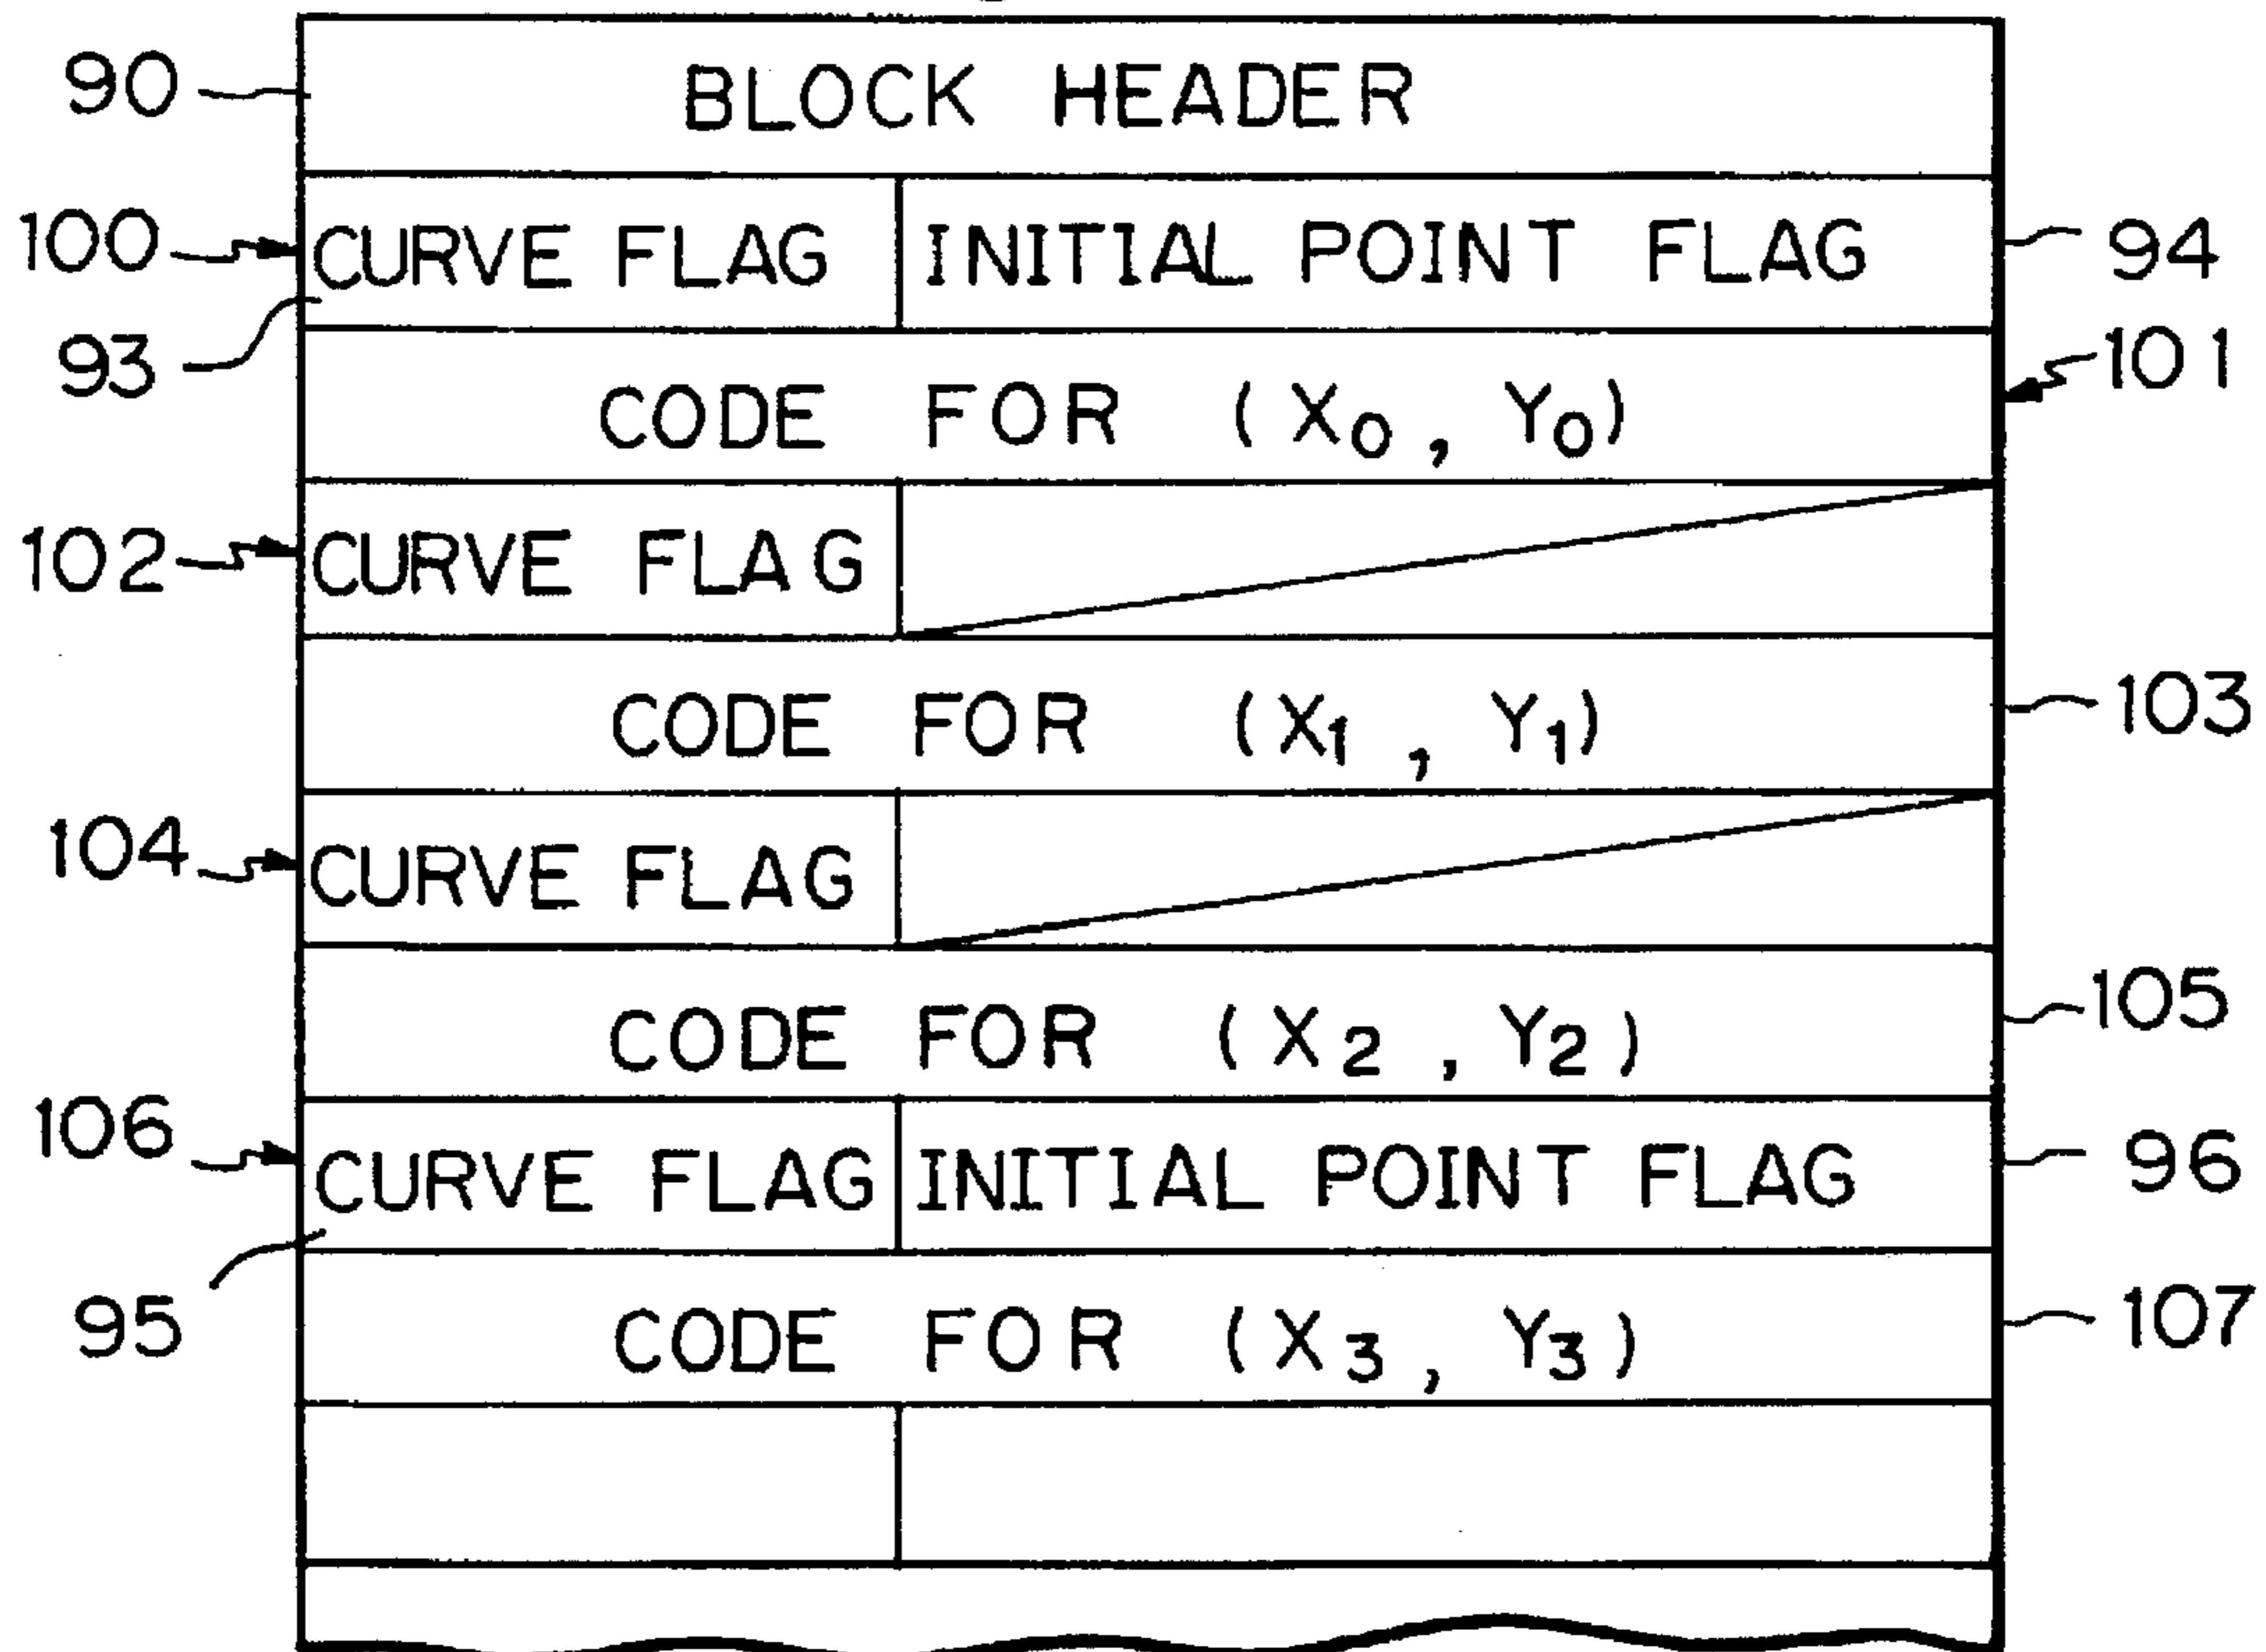 90 BLOCK HEADER
100 CURVE FLAG INITIAL POINT FLAG 94
93 CODE FOR (X₀, Y₀) 101
102 CURVE FLAG
CODE FOR (X₁, Y₁) 103
104 CURVE FLAG
CODE FOR (X₂, Y₂) 105
106 CURVE FLAG INITIAL POINT FLAG 96
95 CODE FOR (X₃, Y₃) 107